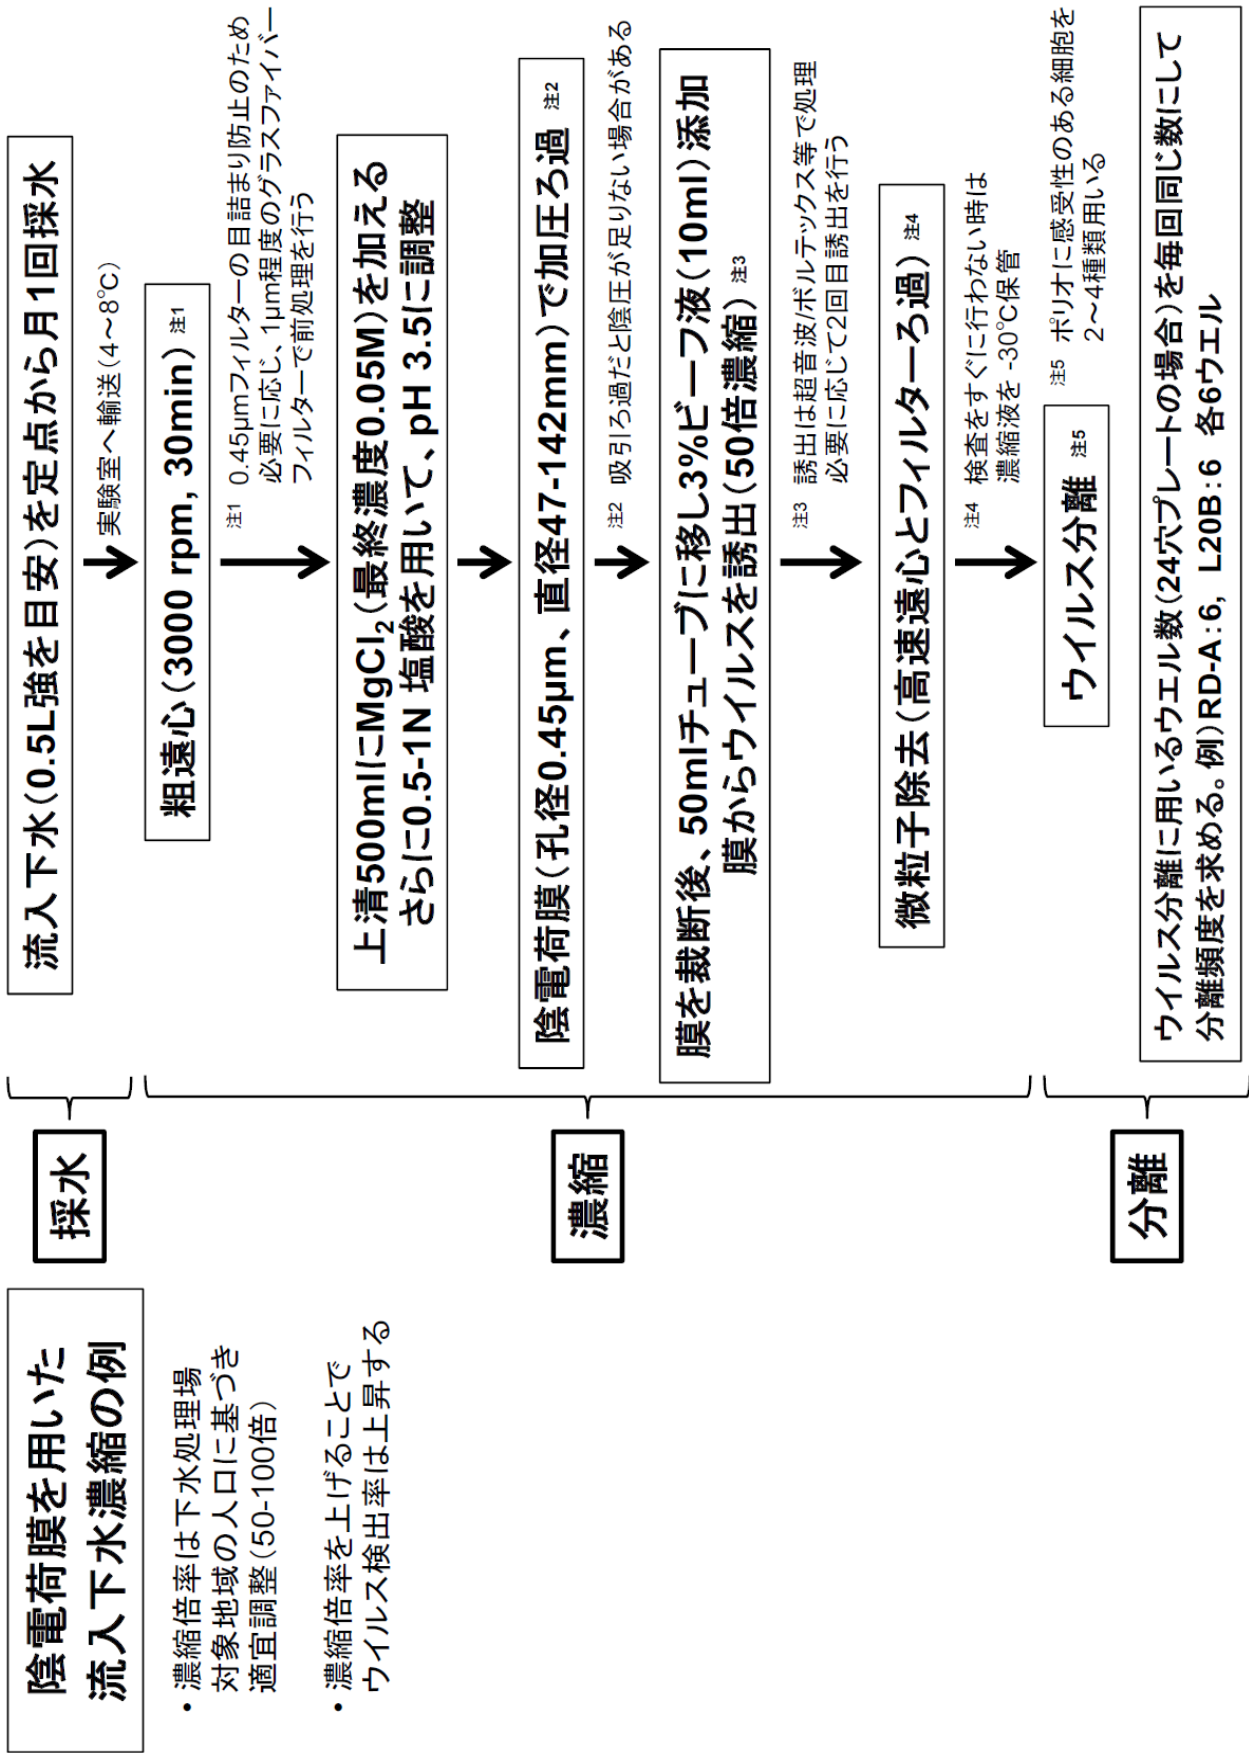 陰電荷膜を用いた
流入下水濃縮の例
・濃縮倍率は下水処理場
対象地域の人口に基づき
適宜調整(50-100倍)
・濃縮倍率を上げることで
ウイルス検出率は上昇する
採水
流入下水(0.5L強を目安)を定点から月1回採水
実験室へ輸送(4～8℃)
濃縮
粗遠心(3000 rpm, 30min) 注1
注1 0.45μmフィルターの目詰まり防止のため
必要に応じ、1μm程度のグラスファイバー
フィルターで前処理を行う
上清500mlにMgCl₂(最終濃度0.05M)を加える
さらに0.5-1N 塩酸を用いて、pH 3.5に調整
陰電荷膜(孔径0.45μm、直径47-142mm)で加圧ろ過 注2
注2 吸引ろ過だと陰圧が足りない場合がある
膜を裁断後、50mlチューブに移し3%ビーフ液(10ml)添加
膜からウイルスを誘出(50倍濃縮) 注3
注3 誘出は超音波/ボルテックス等で処理
必要に応じて2回目誘出を行う
微粒子除去(高速遠心とフィルターろ過) 注4
注4 検査をすぐに行わない時は
濃縮液を -30℃保管
分離
ウイルス分離 注5
注5 ポリオに感受性のある細胞を
2～4種類用いる
ウイルス分離に用いるウエル数(24穴プレートの場合)を毎回同じ数にして
分離頻度を求める。例)RD-A:6, L20B:6 各6ウエル